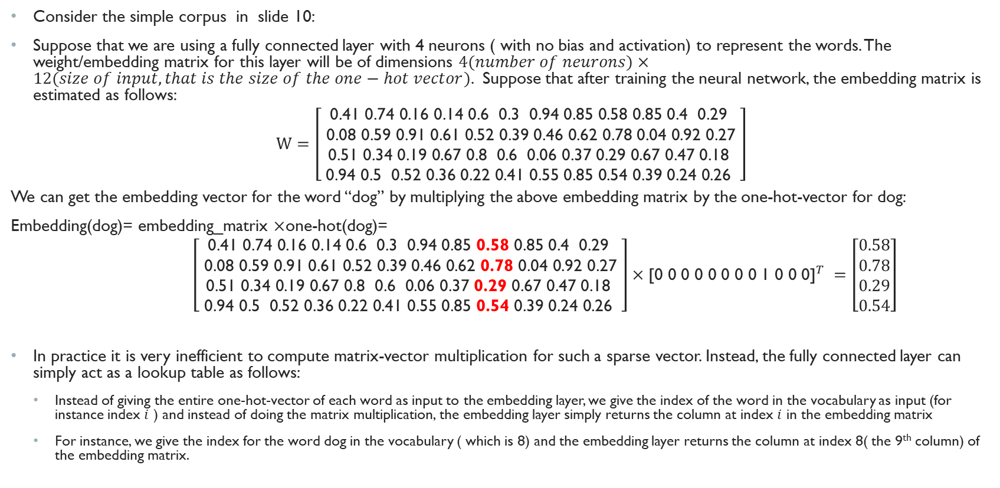 • Consider the simple corpus in slide 10:
• Suppose that we are using a fully connected layer with 4 neurons ( with no bias and activation) to represent the words. The
weight/embedding matrix for this layer will be of dimensions 4(number of neurons) ×
12(size of input, that is the size of the one − hot vector). Suppose that after training the neural network, the embedding matrix is
estimated as follows:
0.41 0.74 0.16 0.14 0.6 0.3 0.94 0.85 0.58 0.85 0.4 0.29
W = 0.08 0.59 0.91 0.61 0.52 0.39 0.46 0.62 0.78 0.04 0.92 0.27
0.51 0.34 0.19 0.67 0.8 0.6 0.06 0.37 0.29 0.67 0.47 0.18
0.94 0.5 0.52 0.36 0.22 0.41 0.55 0.85 0.54 0.39 0.24 0.26
We can get the embedding vector for the word “dog” by multiplying the above embedding matrix by the one-hot-vector for dog:
Embedding(dog)= embedding_matrix ×one-hot(dog)=
0.41 0.74 0.16 0.14 0.6 0.3 0.94 0.85 0.58 0.85 0.4 0.29 [0.58]
0.08 0.59 0.91 0.61 0.52 0.39 0.46 0.62 0.78 0.04 0.92 0.27 × [0 0 0 0 0 0 0 0 1 0 0 0]ᵀ = 0.78
0.51 0.34 0.19 0.67 0.8 0.6 0.06 0.37 0.29 0.67 0.47 0.18 0.29
0.94 0.5 0.52 0.36 0.22 0.41 0.55 0.85 0.54 0.39 0.24 0.26 [0.54]
• In practice it is very inefficient to compute matrix-vector multiplication for such a sparse vector. Instead, the fully connected layer can
simply act as a lookup table as follows:
• Instead of giving the entire one-hot-vector of each word as input to the embedding layer, we give the index of the word in the vocabulary as input (for
instance index i ) and instead of doing the matrix multiplication, the embedding layer simply returns the column at index i in the embedding matrix
• For instance, we give the index for the word dog in the vocabulary ( which is 8) and the embedding layer returns the column at index 8( the 9th column) of
the embedding matrix.